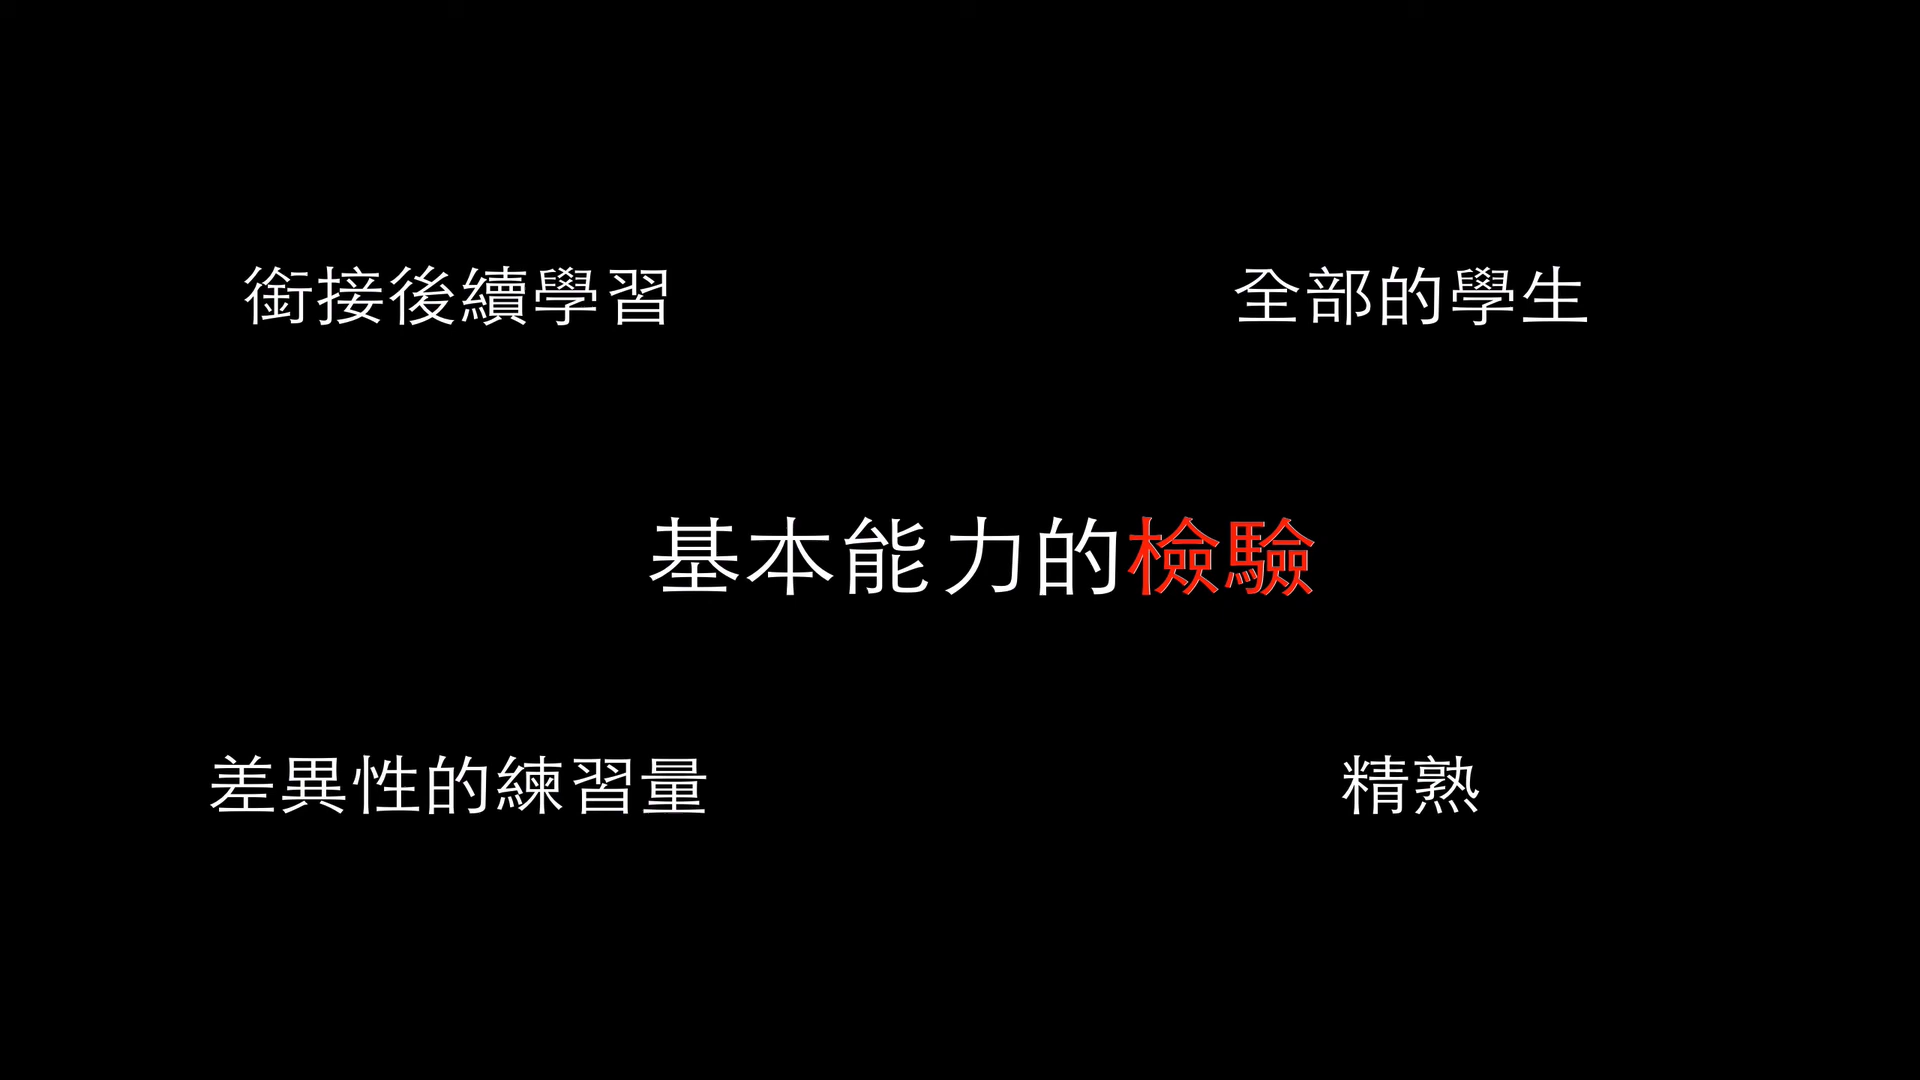 銜接後續學習
全部的學生
基本能力的檢驗
差異性的練習量
精熟